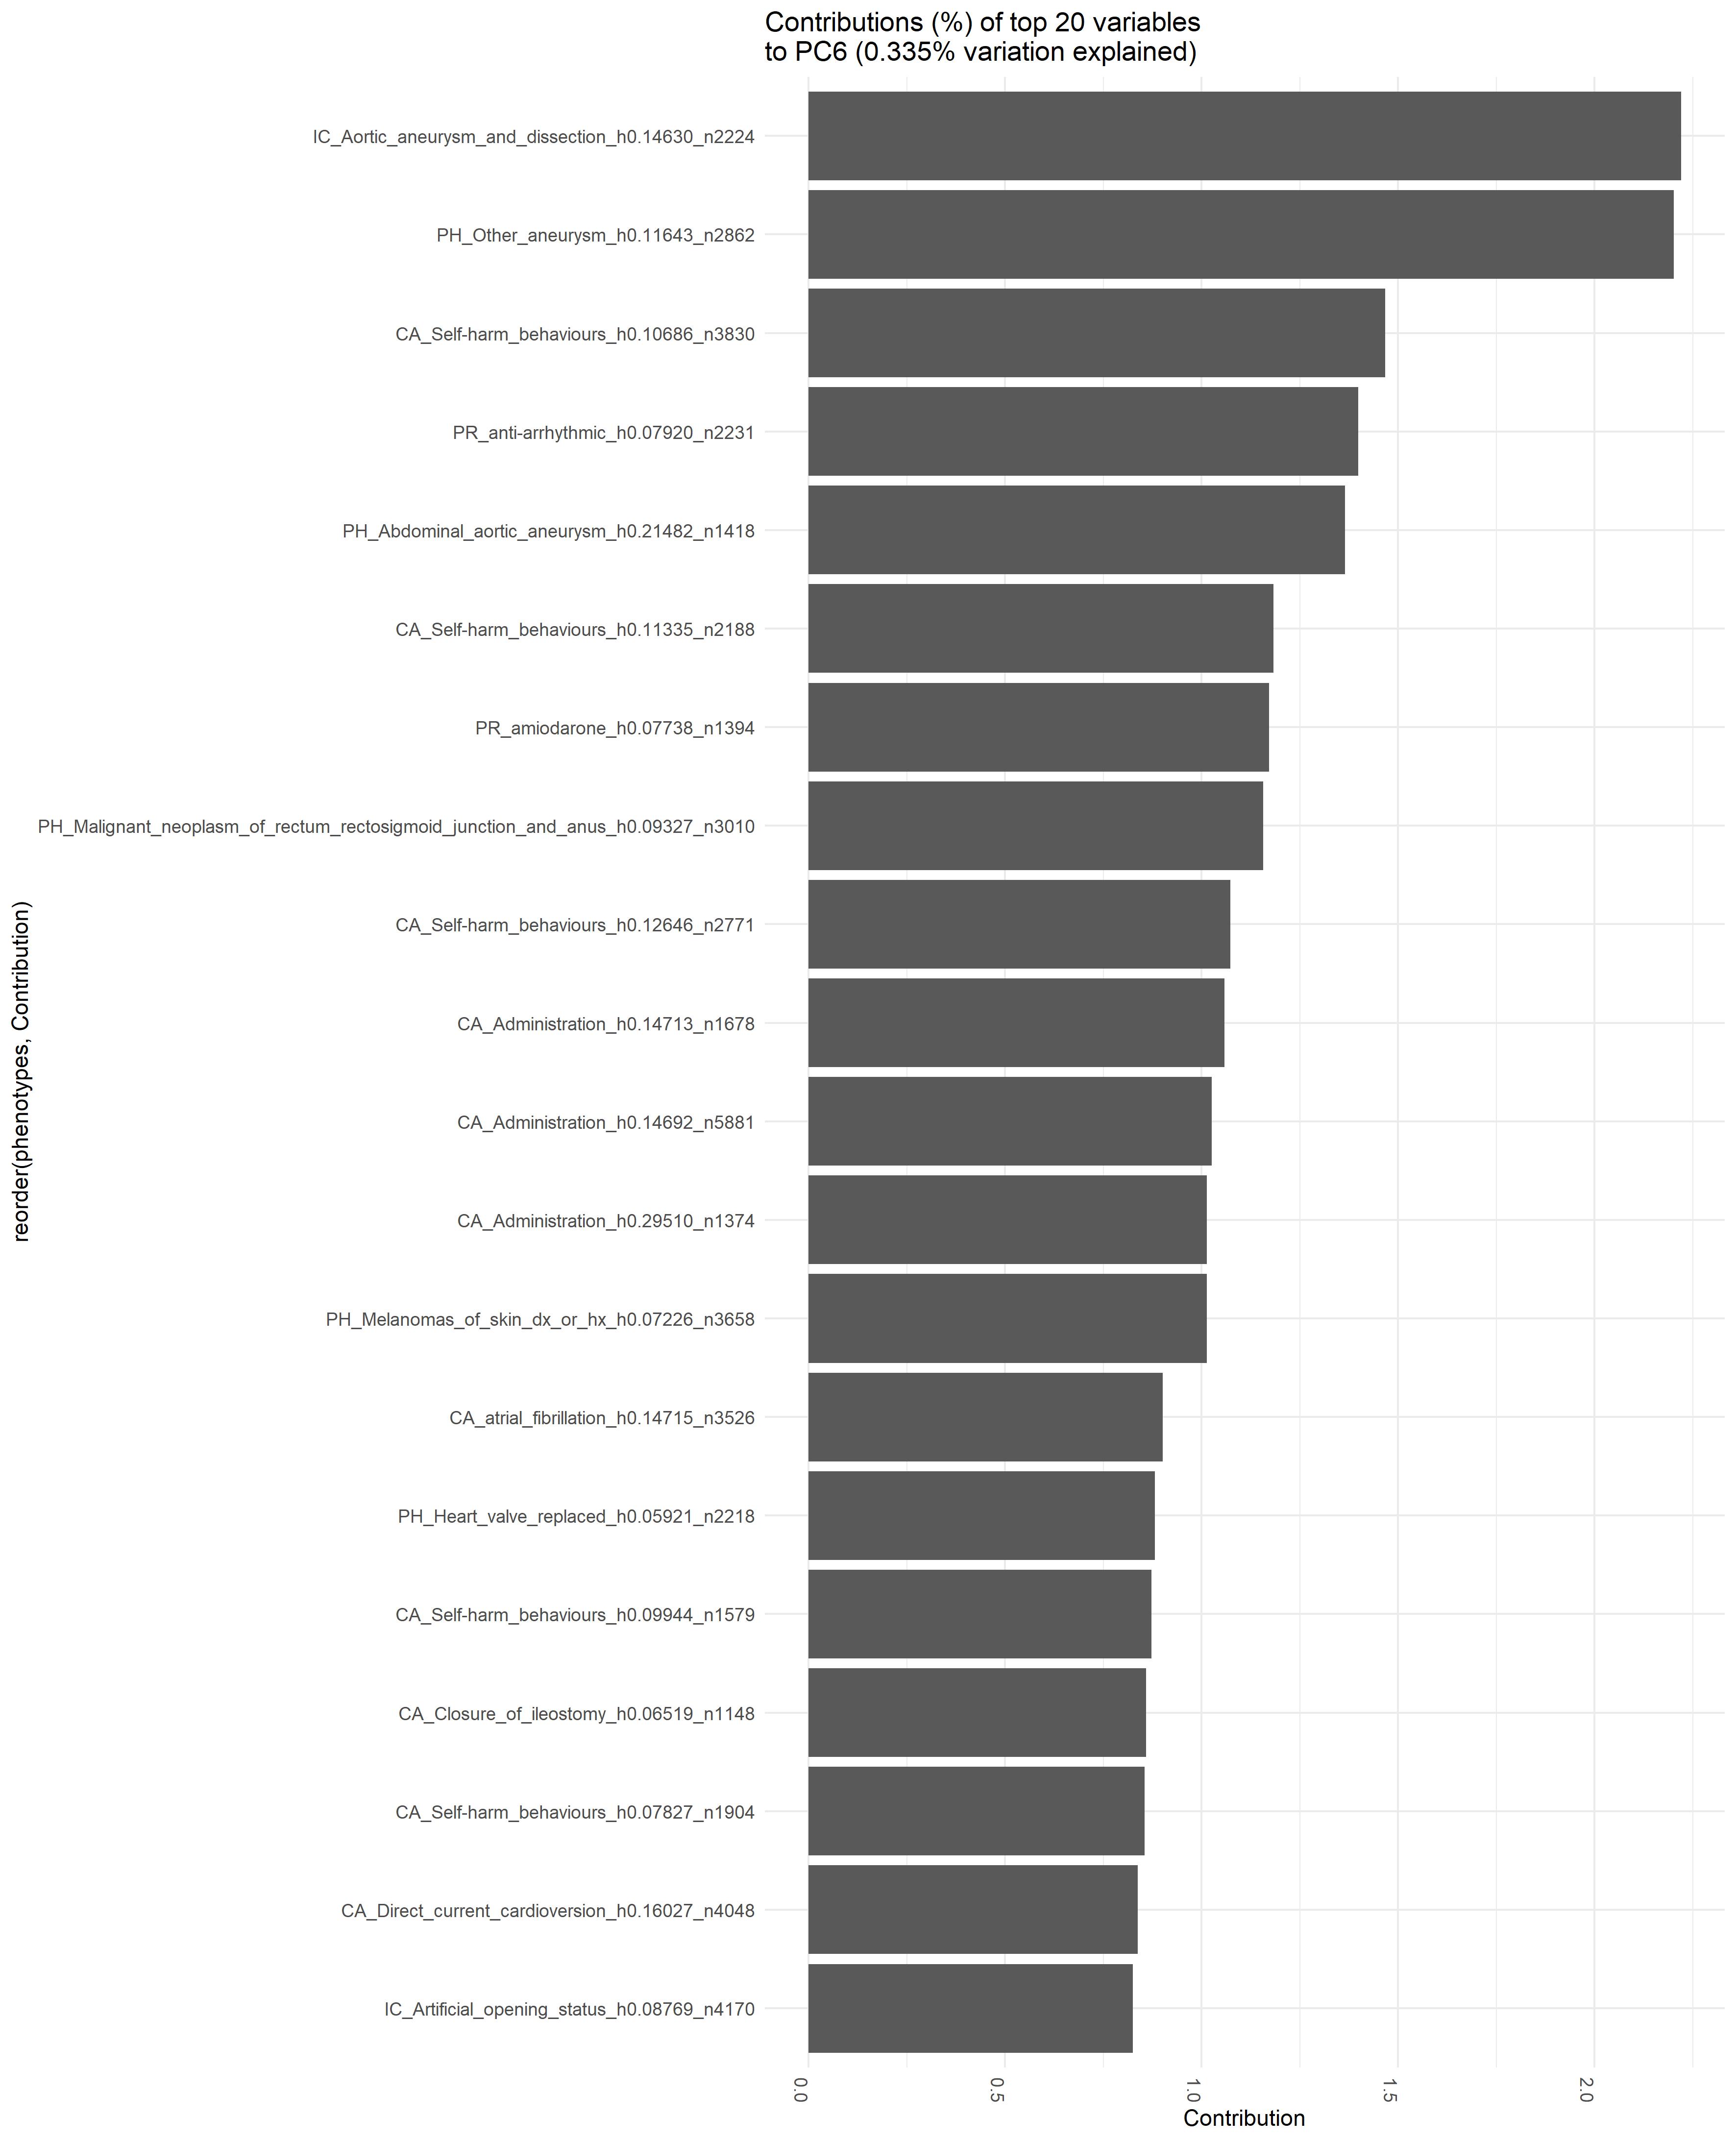 Contributions (%) of top 20 variables
to PC6 (0.335% variation explained)
IC_Aortic_aneurysm_and_dissection_h0.14630_n2224
PH_Other_aneurysm_h0.11643_n2862
CA_Self-harm_behaviours_h0.10686_n3830
PR_anti-arrhythmic_h0.07920_n2231
PH_Abdominal_aortic_aneurysm_h0.21482_n1418
CA_Self-harm_behaviours_h0.11335_n2188
PR_amiodarone_h0.07738_n1394
PH_Malignant_neoplasm_of_rectum_rectosigmoid_junction_and_anus_h0.09327_n3010
CA_Self-harm_behaviours_h0.12646_n2771
CA_Administration_h0.14713_n1678
CA_Administration_h0.14692_n5881
CA_Administration_h0.29510_n1374
PH_Melanomas_of_skin_dx_or_hx_h0.07226_n3658
CA_atrial_fibrillation_h0.14715_n3526
PH_Heart_valve_replaced_h0.05921_n2218
CA_Self-harm_behaviours_h0.09944_n1579
CA_Closure_of_ileostomy_h0.06519_n1148
CA_Self-harm_behaviours_h0.07827_n1904
CA_Direct_current_cardioversion_h0.16027_n4048
IC_Artificial_opening_status_h0.08769_n4170
reorder(phenotypes, Contribution)
0.0
0.5
1.0
1.5
2.0
Contribution